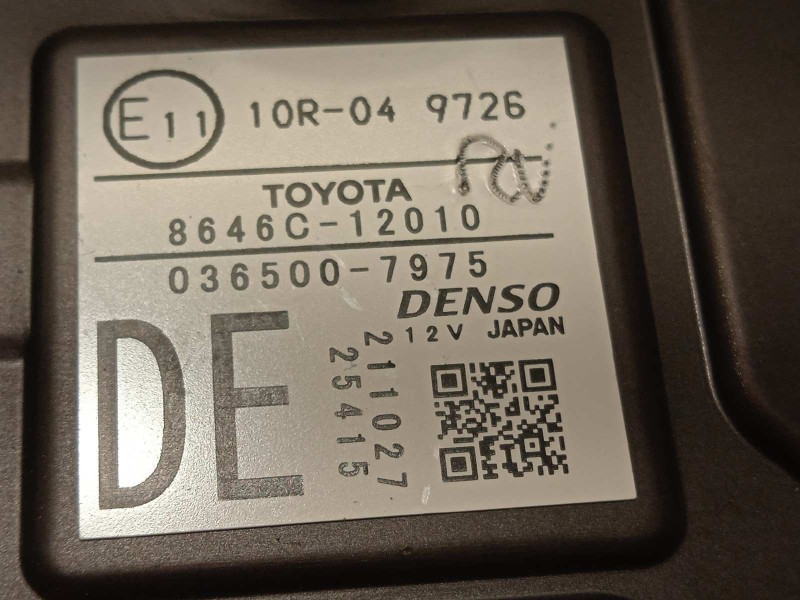 E11 10R-04 9726
TOYOTA
8646C-12010
036500-7975
DENSO
12V JAPAN
DE
211027
25415